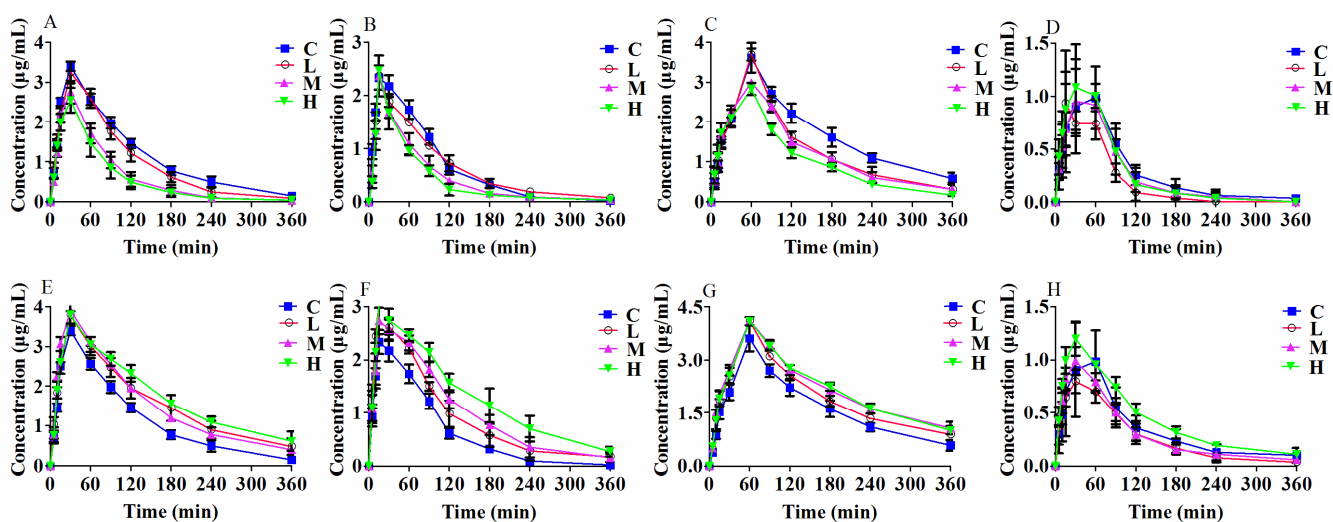 A
Concentration (µg/mL)
4
3
2
1
0
0 60 120 180 240 300 360
Time (min)
C
L
M
H
B
Concentration (µg/mL)
3
2
1
0
0 60 120 180 240 300 360
Time (min)
C
L
M
H
C
Concentration (µg/mL)
4
3
2
1
0
0 60 120 180 240 300 360
Time (min)
C
L
M
H
D
Concentration (µg/mL)
1.5
1.0
0.5
0.0
0 60 120 180 240 300 360
Time (min)
C
L
M
H
E
Concentration (µg/mL)
4
3
2
1
0
0 60 120 180 240 300 360
Time (min)
C
L
M
H
F
Concentration (µg/mL)
3
2
1
0
0 60 120 180 240 300 360
Time (min)
C
L
M
H
G
Concentration (µg/mL)
4.5
3.0
1.5
0.0
0 60 120 180 240 300 360
Time (min)
C
L
M
H
H
Concentration (µg/mL)
1.5
1.0
0.5
0.0
0 60 120 180 240 300 360
Time (min)
C
L
M
H